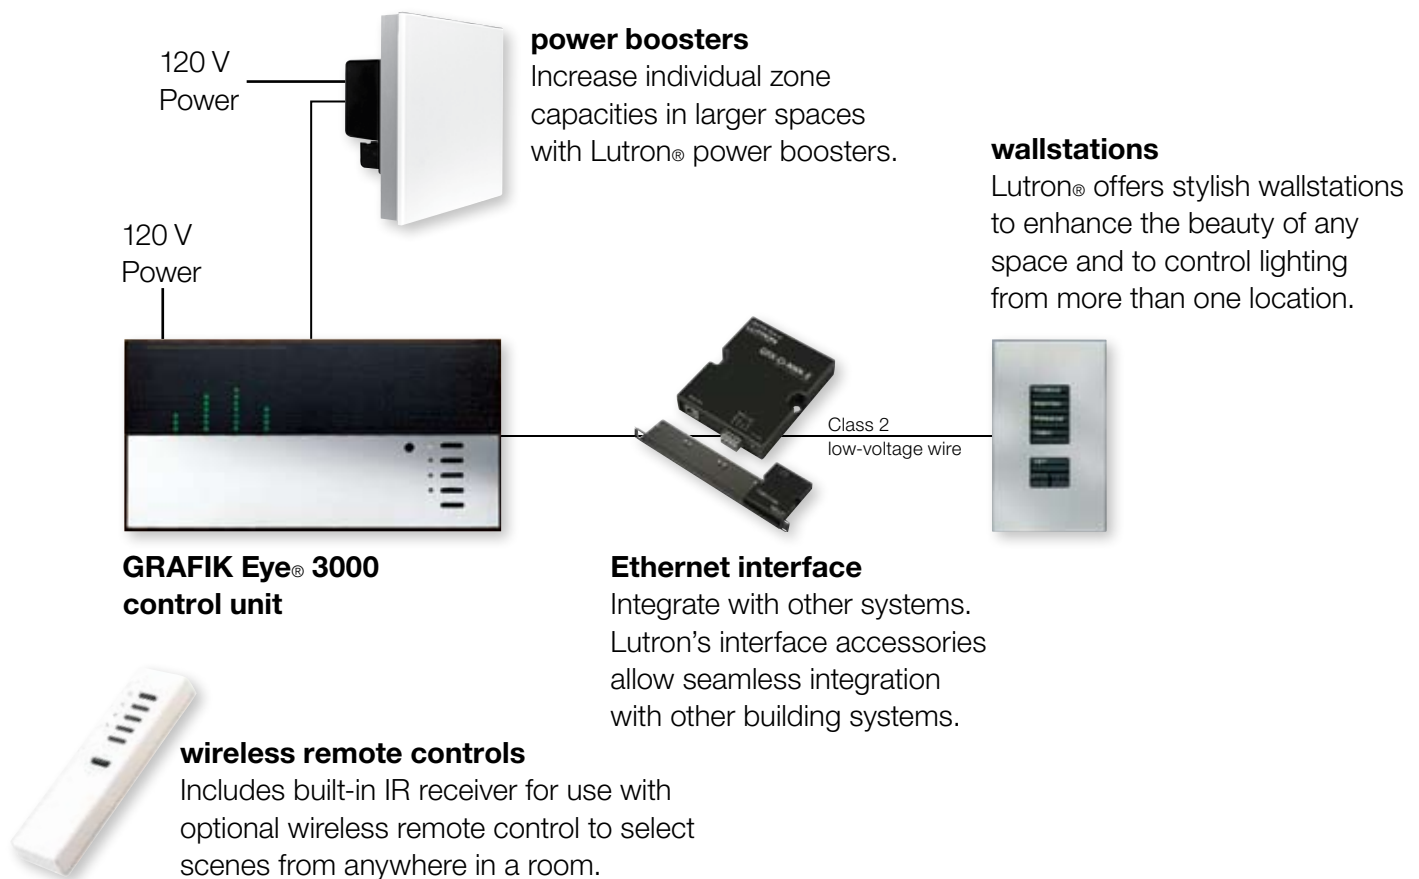 120 V
Power
power boosters
Increase individual zone
capacities in larger spaces
with Lutron® power boosters.
wallstations
Lutron® offers stylish wallstations
to enhance the beauty of any
space and to control lighting
from more than one location.
120 V
Power
LUTRON
Class 2
low-voltage wire
GRAFIK Eye® 3000
control unit
Ethernet interface
Integrate with other systems.
Lutron’s interface accessories
allow seamless integration
with other building systems.
wireless remote controls
Includes built-in IR receiver for use with
optional wireless remote control to select
scenes from anywhere in a room.